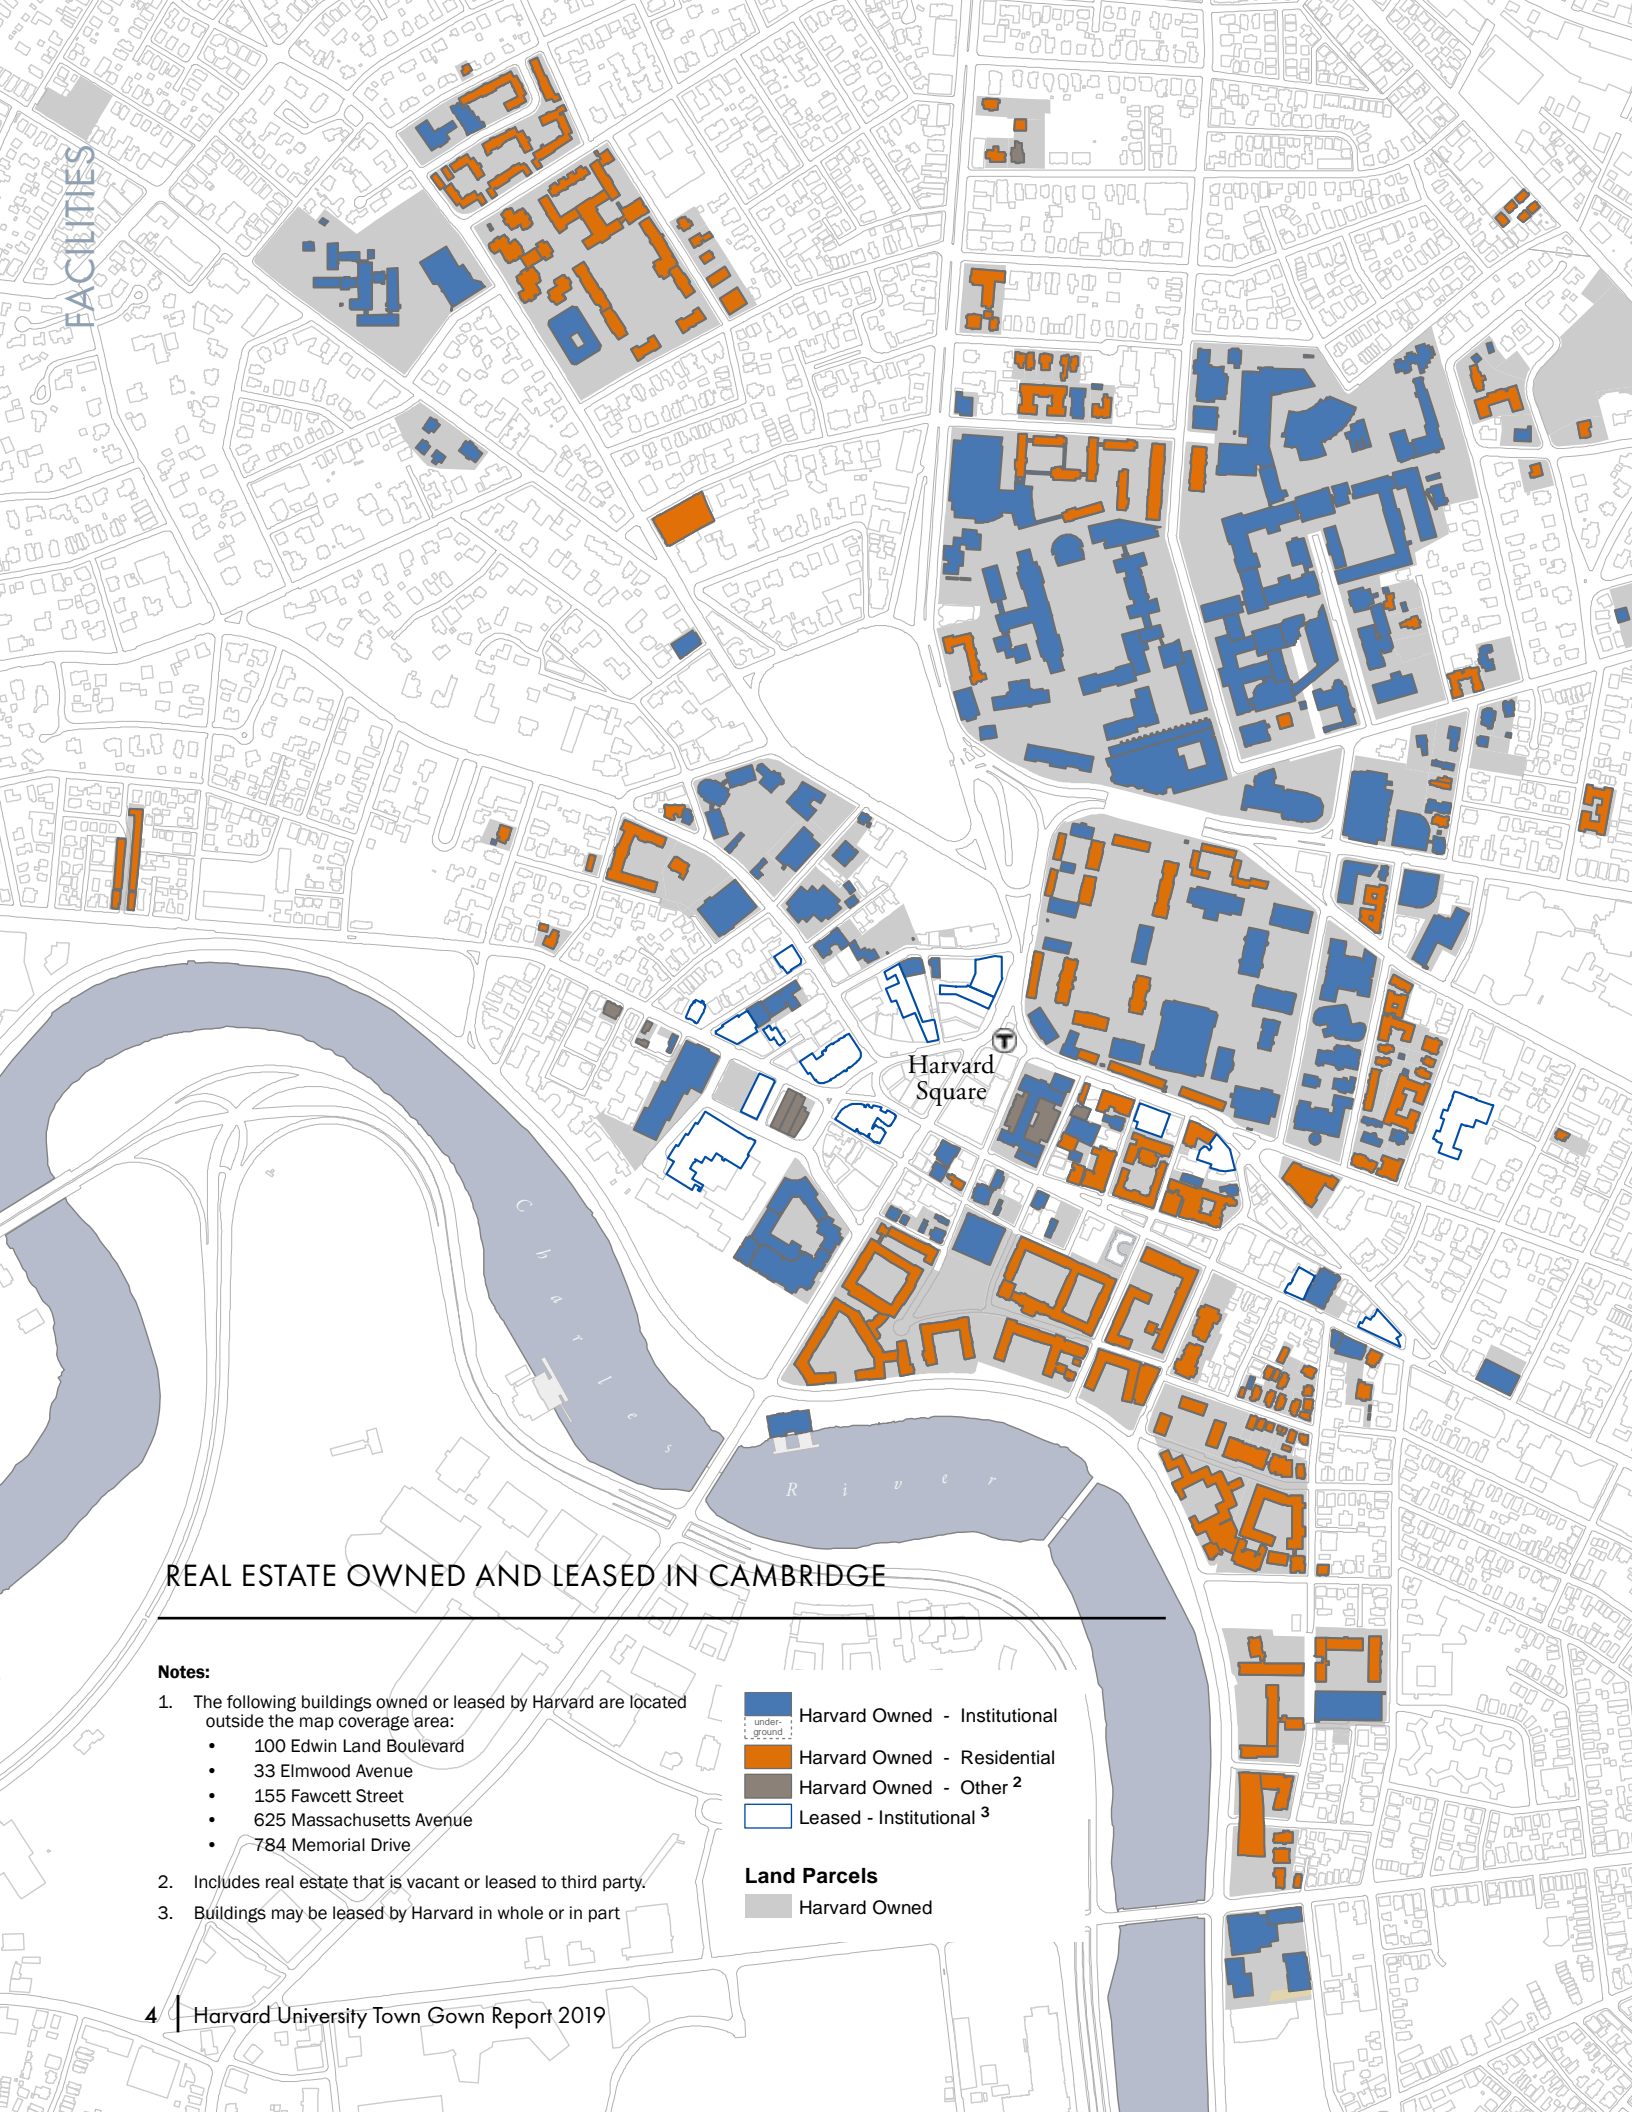 FACILITIES
T
Harvard
Square
Charles
River
REAL ESTATE OWNED AND LEASED IN CAMBRIDGE
Notes:
1. The following buildings owned or leased by Harvard are located
outside the map coverage area:
• 100 Edwin Land Boulevard
• 33 Elmwood Avenue
• 155 Fawcett Street
• 625 Massachusetts Avenue
• 784 Memorial Drive
2. Includes real estate that is vacant or leased to third party.
3. Buildings may be leased by Harvard in whole or in part
under-
ground
Harvard Owned - Institutional
Harvard Owned - Residential
Harvard Owned - Other 2
Leased - Institutional 3
Land Parcels
Harvard Owned
4 Harvard University Town Gown Report 2019